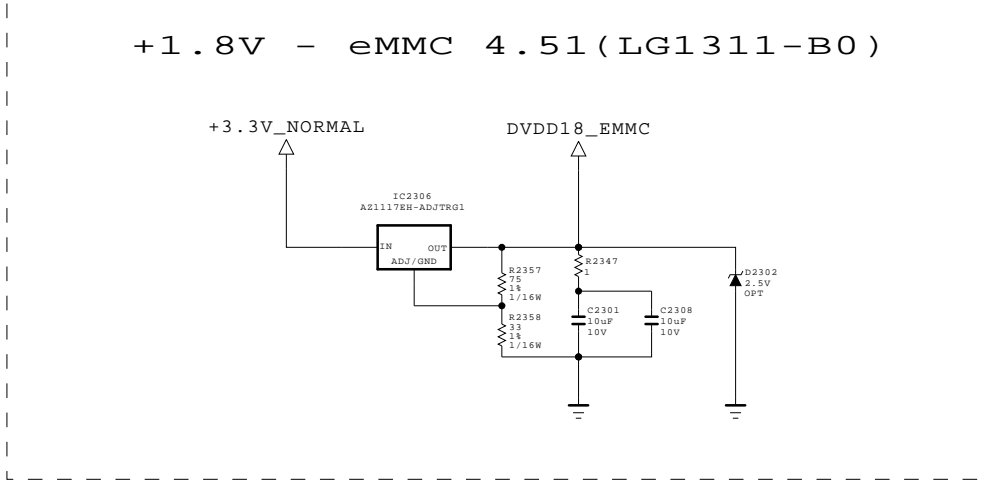 +1.8V - eMMC 4.51(LG1311-B0)
+3.3V_NORMAL
DVDD18_EMMC
IC2306
AZ1117EH-ADJTRG1
IN
OUT
ADJ/GND
R2357
75
1%
1/16W
R2358
33
1%
1/16W
R2347
1
C2301
10uF
10V
C2308
10uF
10V
D2302
2.5V
OPT